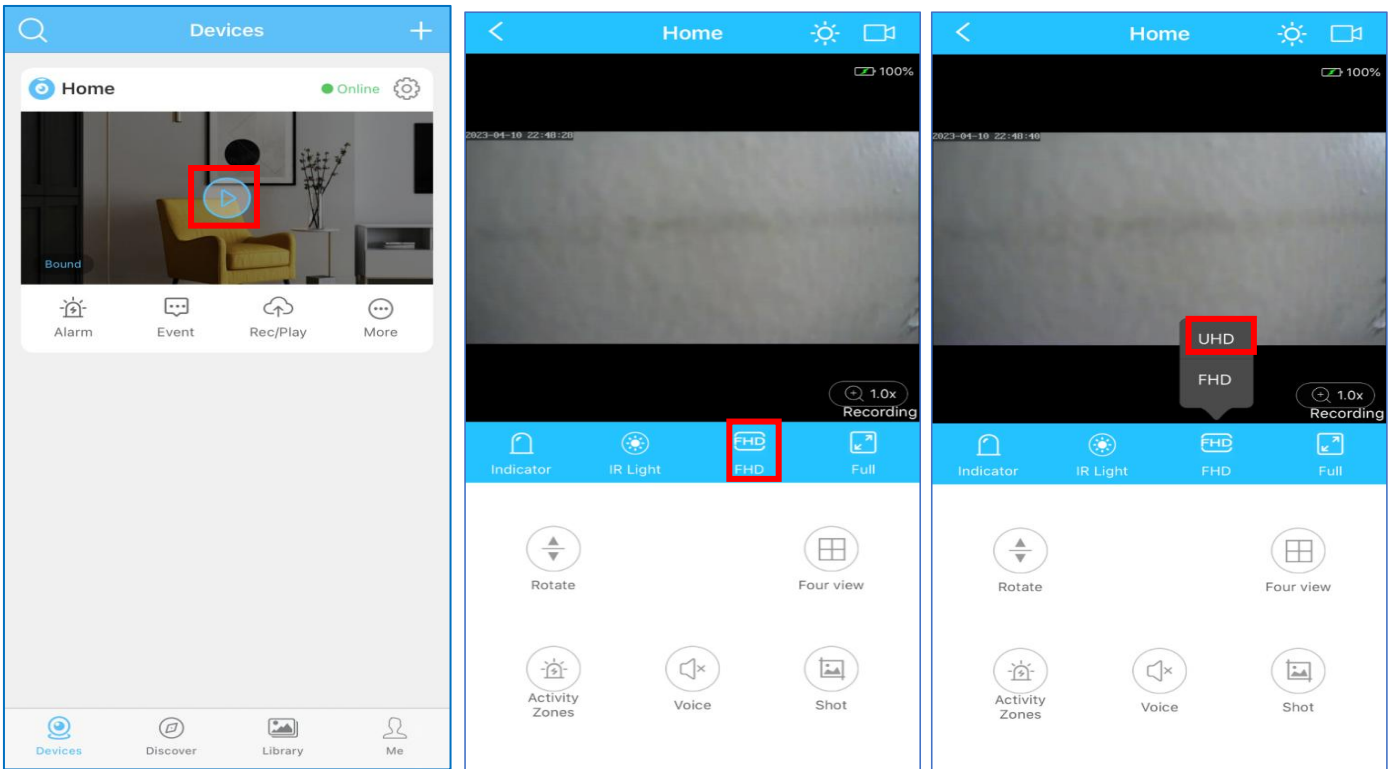 Devices
Home
Online
Bound
Alarm
Event
Rec/Play
More
Devices
Discover
Library
Me
Home
100%
2023-04-10 22:48:28
1.0x
Recording
FHD
Indicator
IR Light
FHD
Full
Rotate
Four view
Activity
Zones
Voice
Shot
Home
100%
2023-04-10 22:48:40
UHD
FHD
1.0x
Recording
FHD
Indicator
IR Light
FHD
Full
Rotate
Four view
Activity
Zones
Voice
Shot